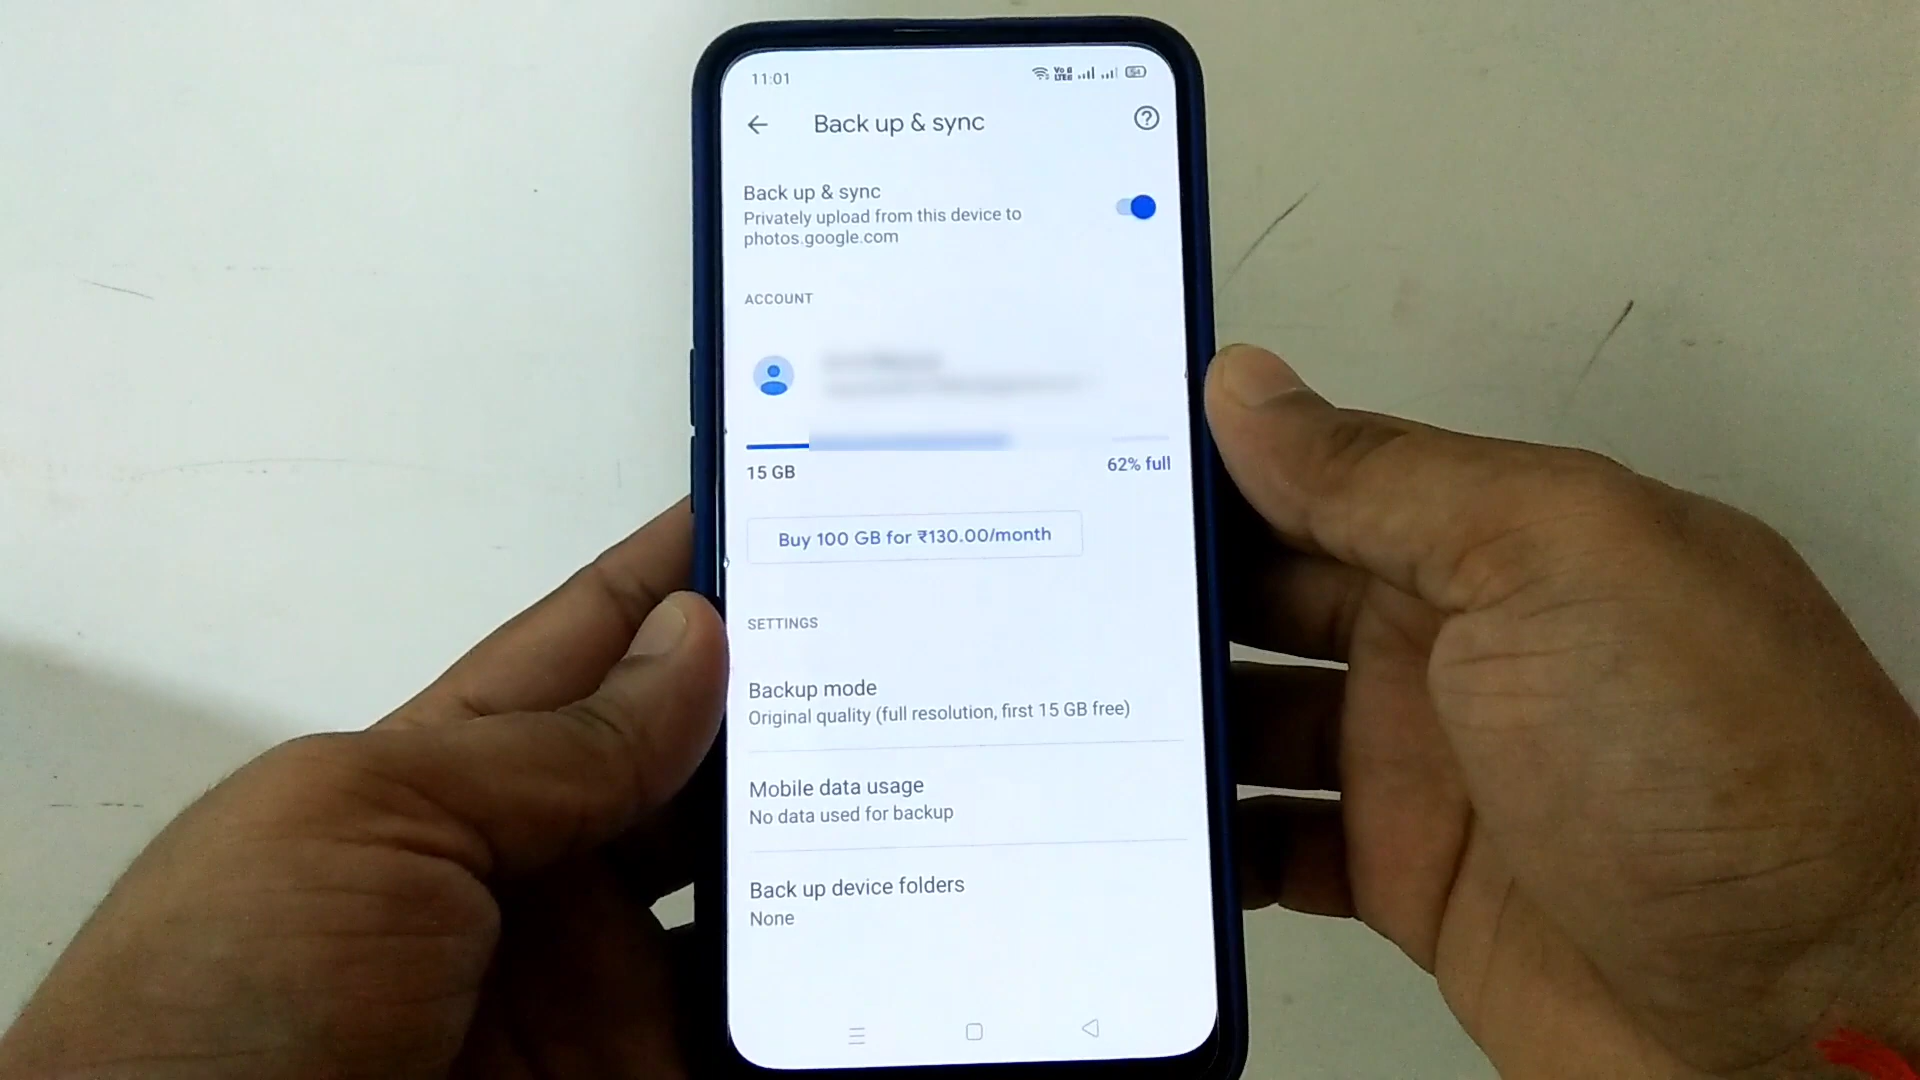 11:01
Back up & sync
Back up & sync
Privately upload from this device to
photos.google.com
ACCOUNT
15 GB
62% full
Buy 100 GB for ₹130.00/month
SETTINGS
Backup mode
Original quality (full resolution, first 15 GB free)
Mobile data usage
No data used for backup
Back up device folders
None